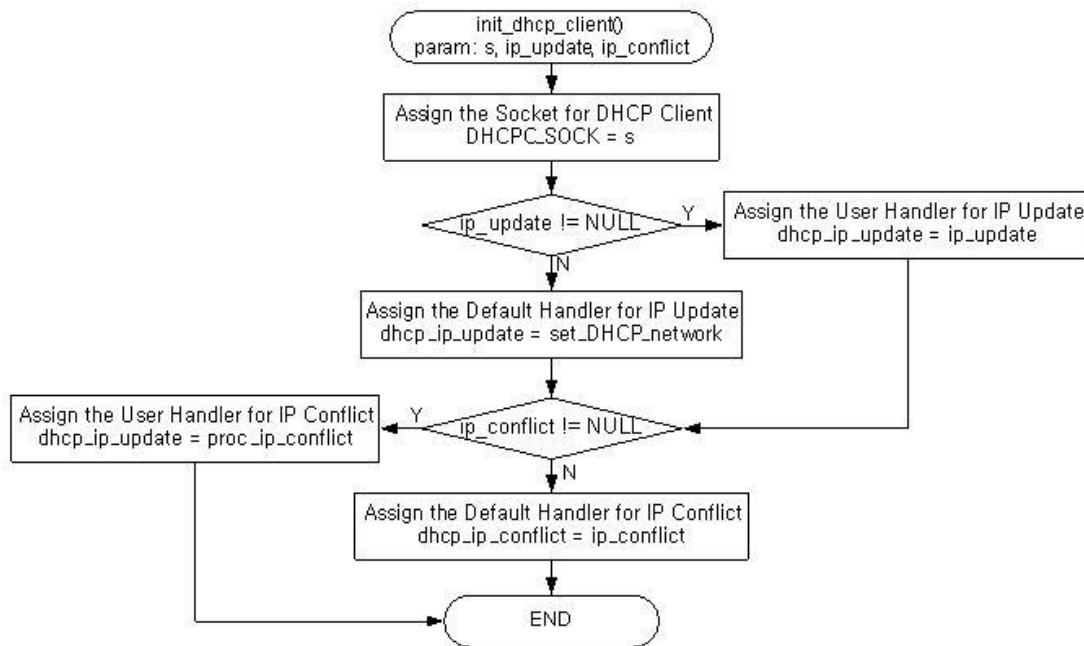 init_dhcp_client()
param: s, ip_update, ip_conflict
Assign the Socket for DHCP Client
DHCPC_SOCK = s
ip_update != NULL
Y
Assign the User Handler for IP Update
dhcp_ip_update = ip_update
N
Assign the Default Handler for IP Update
dhcp_ip_update = set_DHCP_network
ip_conflict != NULL
Y
Assign the User Handler for IP Conflict
dhcp_ip_update = proc_ip_conflict
N
Assign the Default Handler for IP Conflict
dhcp_ip_conflict = ip_conflict
END